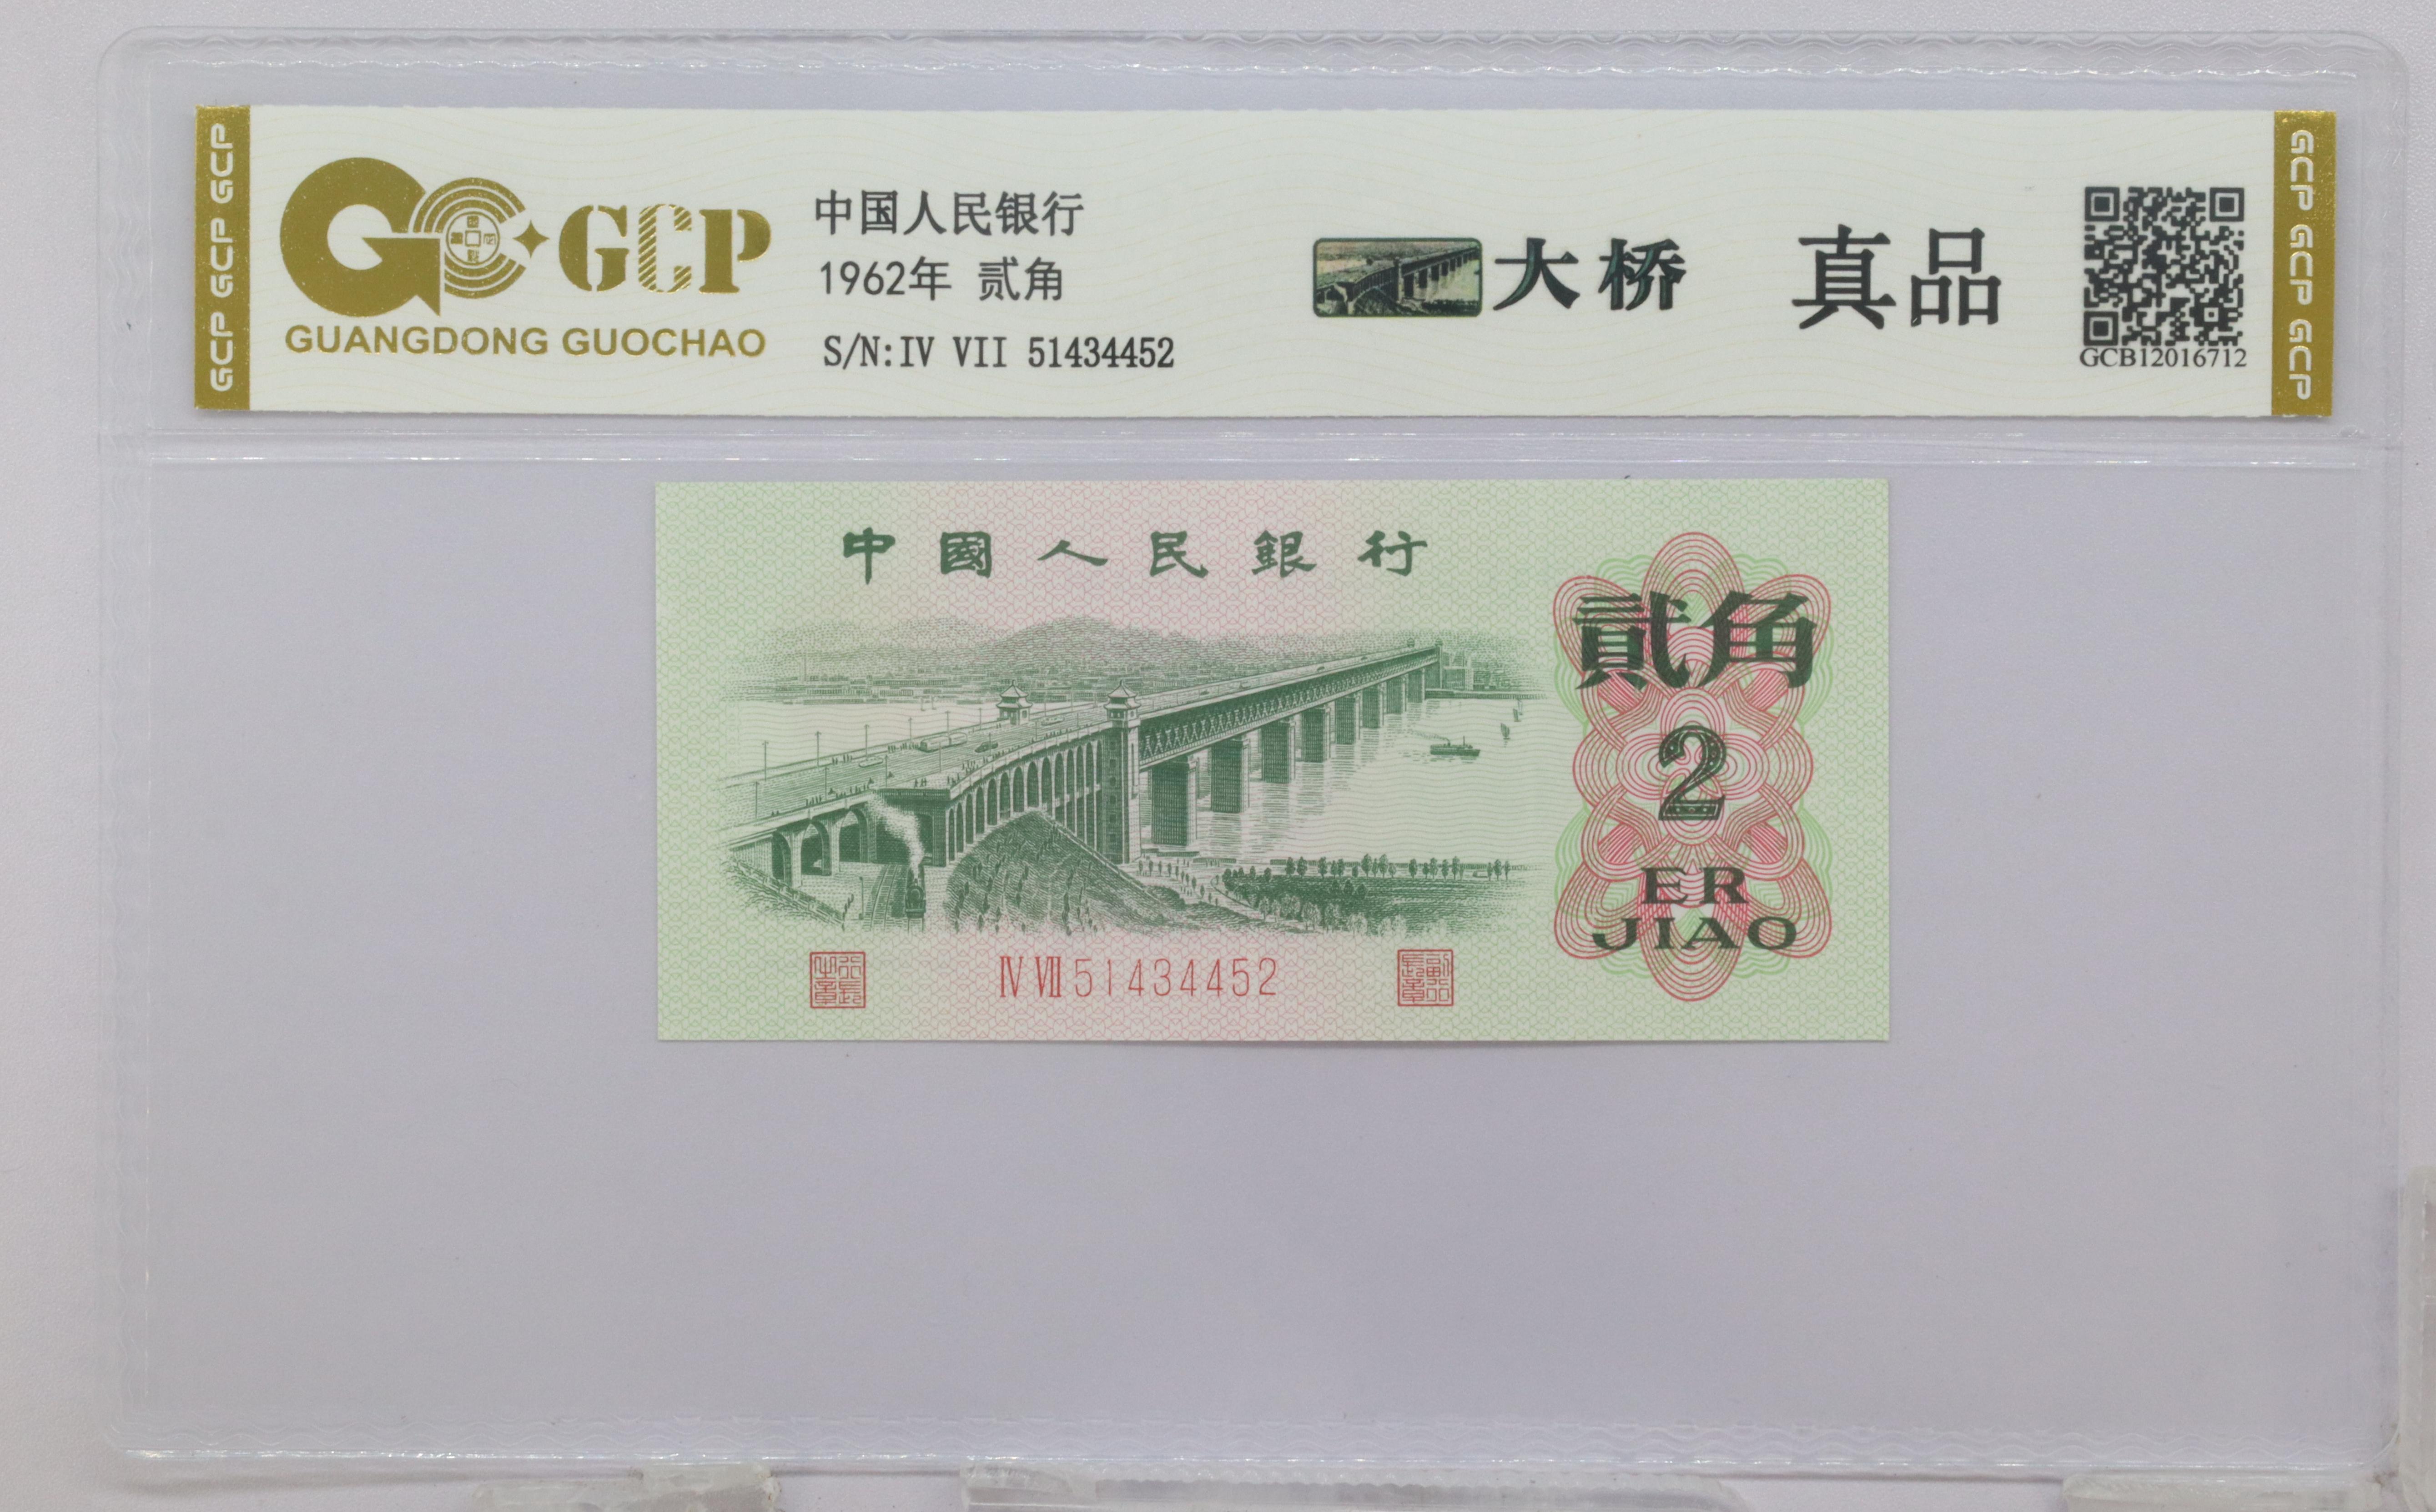 GCP GCP GCP
GCP
GUANGDONG GUOCHAO
中国人民银行
1962年 贰角
S/N:IV VII 51434452
大桥
真品
GCB12016712
GCP GCP GCP
中國人民銀行
貳角
2
ER
JIAO
Ⅳ Ⅶ 51434452